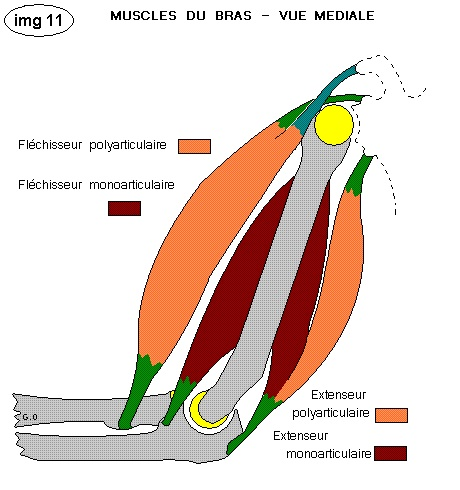 img 11
MUSCLES DU BRAS - VUE MEDIALE
Fléchisseur polyarticulaire
Fléchisseur monoarticulaire
G.O
Extenseur
polyarticulaire
Extenseur
monoarticulaire